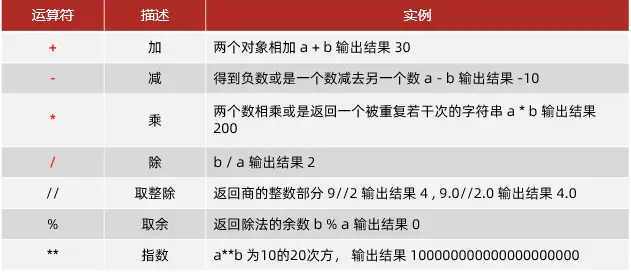 运算符 描述 实例
+ 加 两个对象相加 a + b 输出结果 30
- 减 得到负数或是一个数减去另一个数 a - b 输出结果 -10
* 乘 两个数相乘或是返回一个被重复若干次的字符串 a * b 输出结果
200
/ 除 b / a 输出结果 2
// 取整除 返回商的整数部分 9//2 输出结果 4 , 9.0//2.0 输出结果 4.0
% 取余 返回除法的余数 b % a 输出结果 0
** 指数 a**b 为10的20次方， 输出结果 100000000000000000000